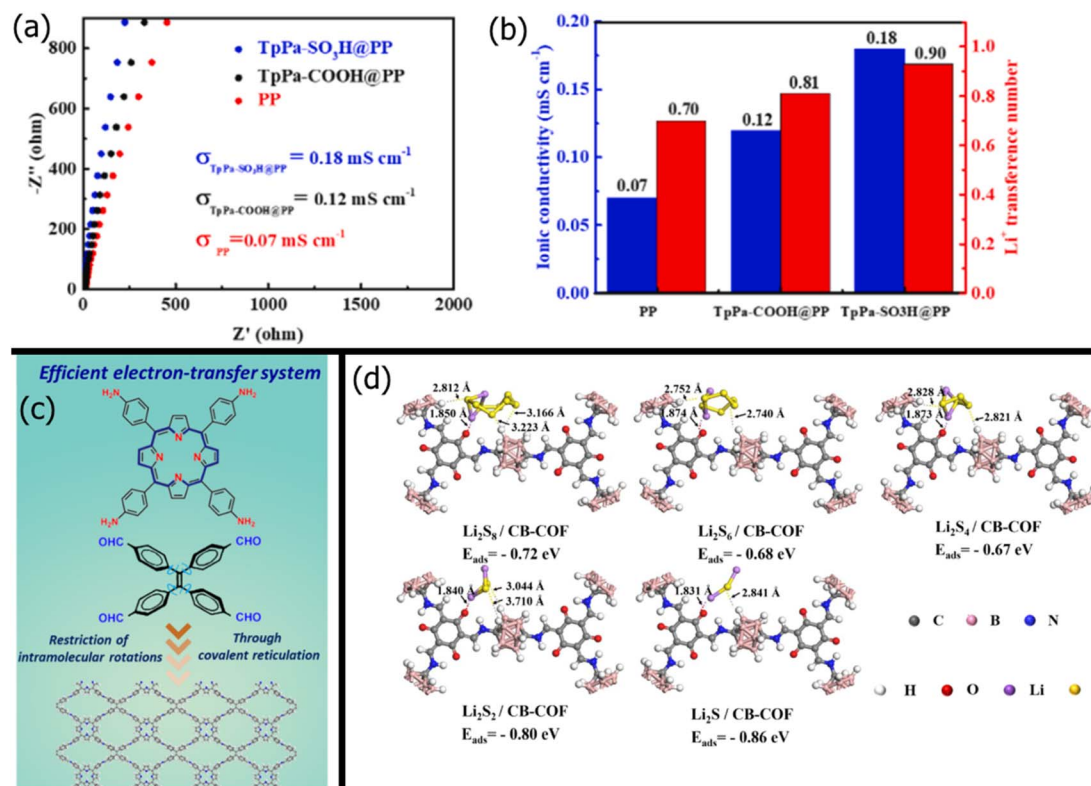 (a)
800
600
400
200
0
-Z'' (ohm)
TpPa-SO3H@PP
TpPa-COOH@PP
PP
σTpPa-SO3H@PP = 0.18 mS cm-1
σTpPa-COOH@PP = 0.12 mS cm-1
σPP=0.07 mS cm-1
0 500 1000 1500 2000
Z' (ohm)
(b)
0.20
0.15
0.10
0.05
0.00
Ionic conductivity (mS cm-1)
0.07
0.70
0.12
0.81
0.18
0.90
1.0
0.8
0.6
0.4
0.2
0.0
Li+ transference number
PP TpPa-COOH@PP TpPa-SO3H@PP
Efficient electron-transfer system
(c)
NH2 NH2
N
N N
N
NH2 NH2
OHC CHO
OHC CHO
Restriction of
intramolecular rotations
Through
covalent reticulation
(d)
2.812 Å
1.850 Å
3.166 Å
3.223 Å
Li2S8 / CB-COF
Eads= - 0.72 eV
2.752 Å
1.874 Å
2.740 Å
Li2S6 / CB-COF
Eads= - 0.68 eV
2.828 Å
1.873 Å
2.821 Å
Li2S4 / CB-COF
Eads= - 0.67 eV
1.840 Å
3.044 Å
3.710 Å
Li2S2 / CB-COF
Eads= - 0.80 eV
1.831 Å
2.841 Å
Li2S / CB-COF
Eads= - 0.86 eV
C B N
H O Li